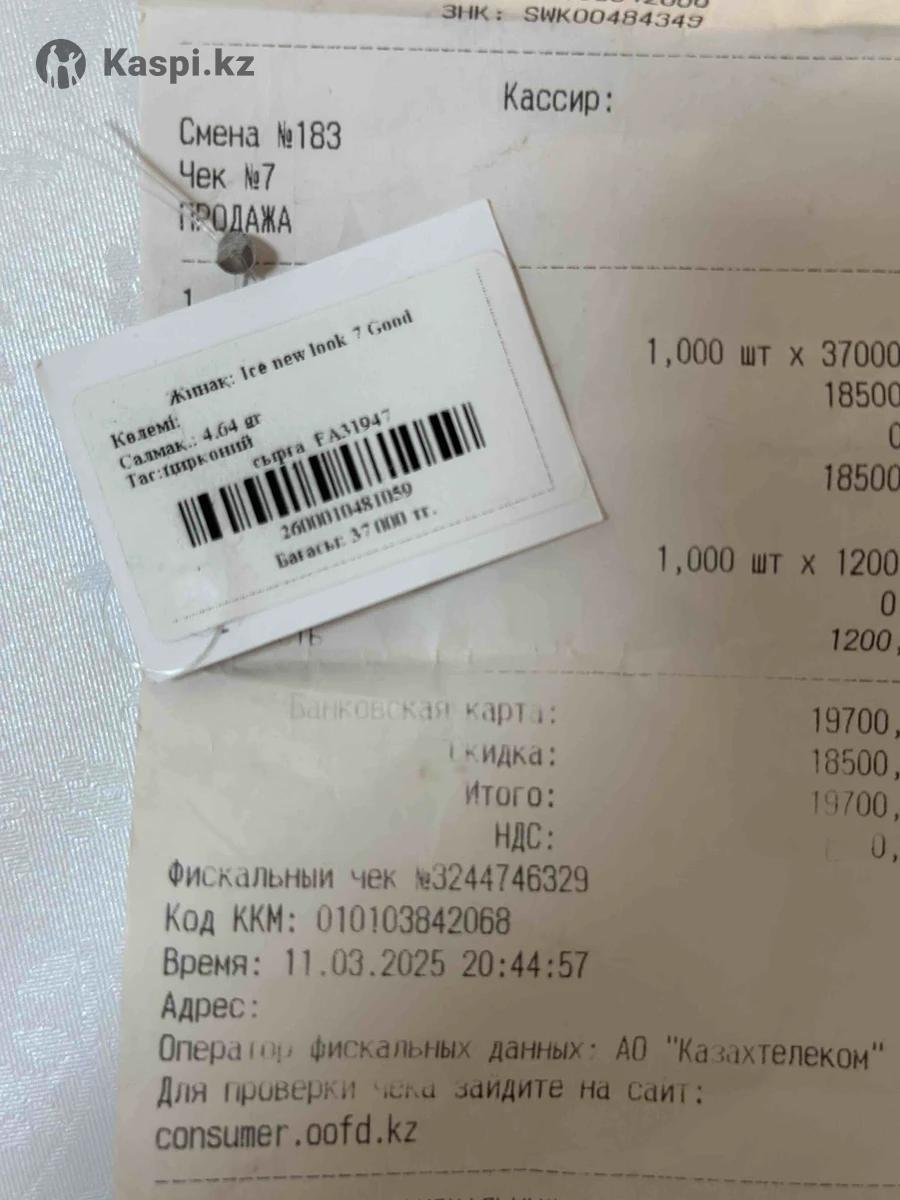 ЗНК: SWK00484349
Kaspi.kz
Кассир:
Смена №183
Чек №7
ПРОДАЖА
1
1,000 шт x 37000
18500
0
18500
1,000 шт x 1200
0
1200,
Жинақ: Ice new look 7 Good
Көлемі:
Салмақ.: 4.64 gr
Тас:Цирконий
сырға FA31947
2600010481059
Бағасы: 37 000 тг.
Банковская карта: 19700,
Скидка: 18500,
Итого: 19700,
НДС: 0,
Фискальный чек №3244746329
Код ККМ: 010103842068
Время: 11.03.2025 20:44:57
Адрес:
Оператор фискальных данных: АО "Казахтелеком"
Для проверки чека зайдите на сайт:
consumer.oofd.kz